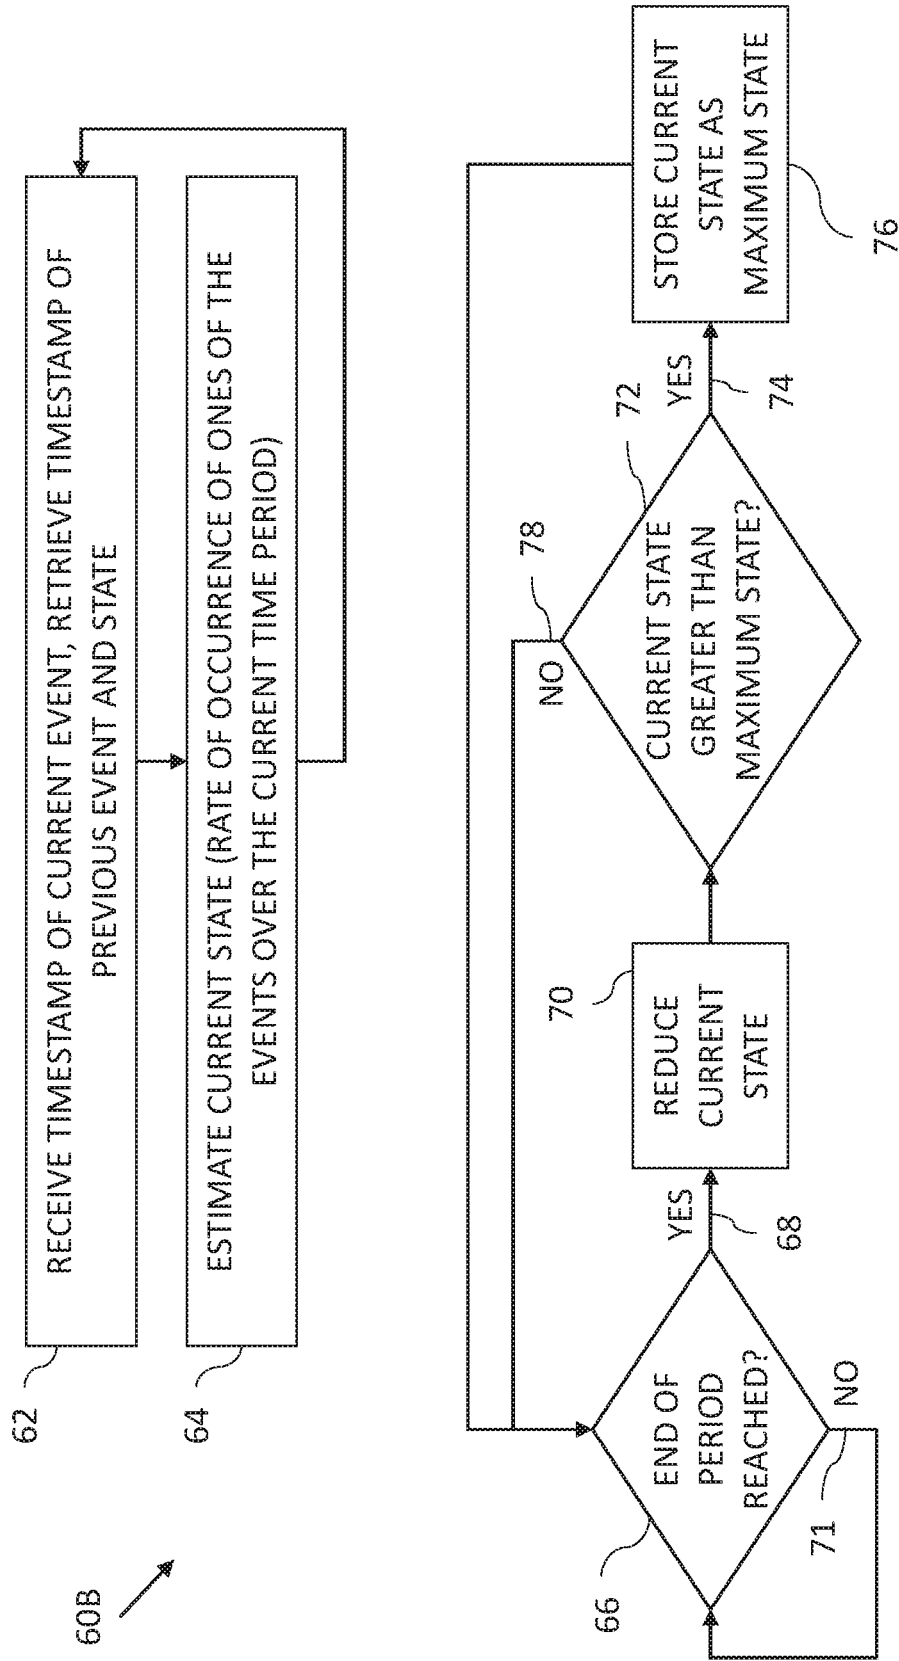 60B
62
RECEIVE TIMESTAMP OF CURRENT EVENT, RETRIEVE TIMESTAMP OF
PREVIOUS EVENT AND STATE
64
ESTIMATE CURRENT STATE (RATE OF OCCURRENCE OF ONES OF THE
EVENTS OVER THE CURRENT TIME PERIOD)
66
END OF
PERIOD
REACHED?
NO
71
YES
68
70
REDUCE
CURRENT
STATE
78
NO
72
CURRENT STATE
GREATER THAN
MAXIMUM STATE?
YES
74
STORE CURRENT
STATE AS
MAXIMUM STATE
76